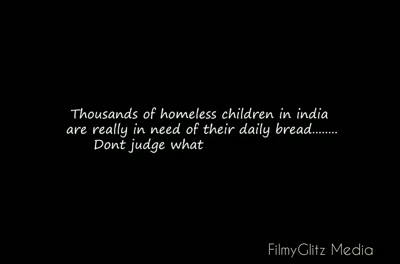 Thousands of homeless children in india
are really in need of their daily bread........
Dont judge what
FilmyGlitz Media